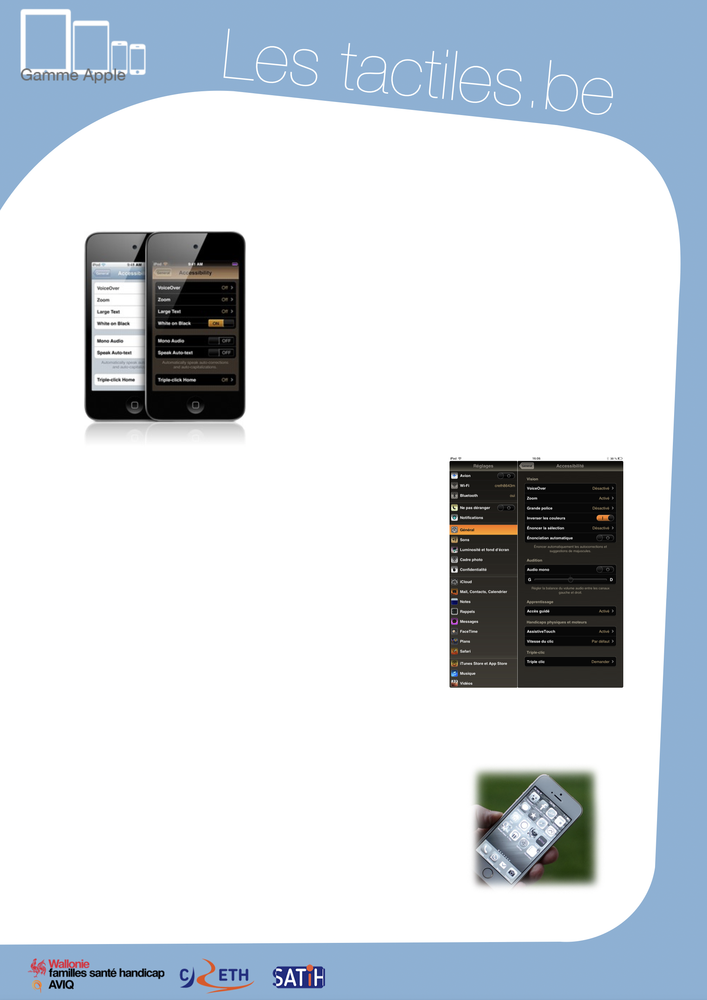 Gamme Apple
Les tactiles.be
iPod 9:41 AM
General Accessibil
VoiceOver
Zoom
Large Text
White on Black
Mono Audio
Speak Auto-text
Automatically speak aut
and auto-capitaliz
Triple-click Home
iPod 9:41 AM
General Accessibility
VoiceOver Off
Zoom Off
Large Text Off
White on Black ON
Mono Audio OFF
Speak Auto-text OFF
Automatically speak auto-corrections
and auto-capitalizations.
Triple-click Home Off
iPad 16:06 30 %
Réglages
Avion
Wi-Fi creth8643m
Bluetooth oui
Ne pas déranger
Notifications
Général
Sons
Luminosité et fond d'écran
Cadre photo
Confidentialité
iCloud
Mail, Contacts, Calendrier
Notes
Rappels
Messages
FaceTime
Plans
Safari
iTunes Store et App Store
Musique
Vidéos
Général Accessibilité
Vision
VoiceOver Désactivé
Zoom Activé
Grande police Désactivé
Inverser les couleurs
Énoncer la sélection Désactivé
Énonciation automatique
Énoncer automatiquement les autocorrections et
suggestions de majuscules.
Audition
Audio mono
G D
Régler la balance du volume audio entre les canaux
gauche et droit.
Apprentissage
Accès guidé Activé
Handicaps physiques et moteurs
AssistiveTouch Activé
Vitesse du clic Par défaut
Triple-clic
Triple clic Demander
Wallonie
familles santé handicap
AVIQ
CRETH
SATiH